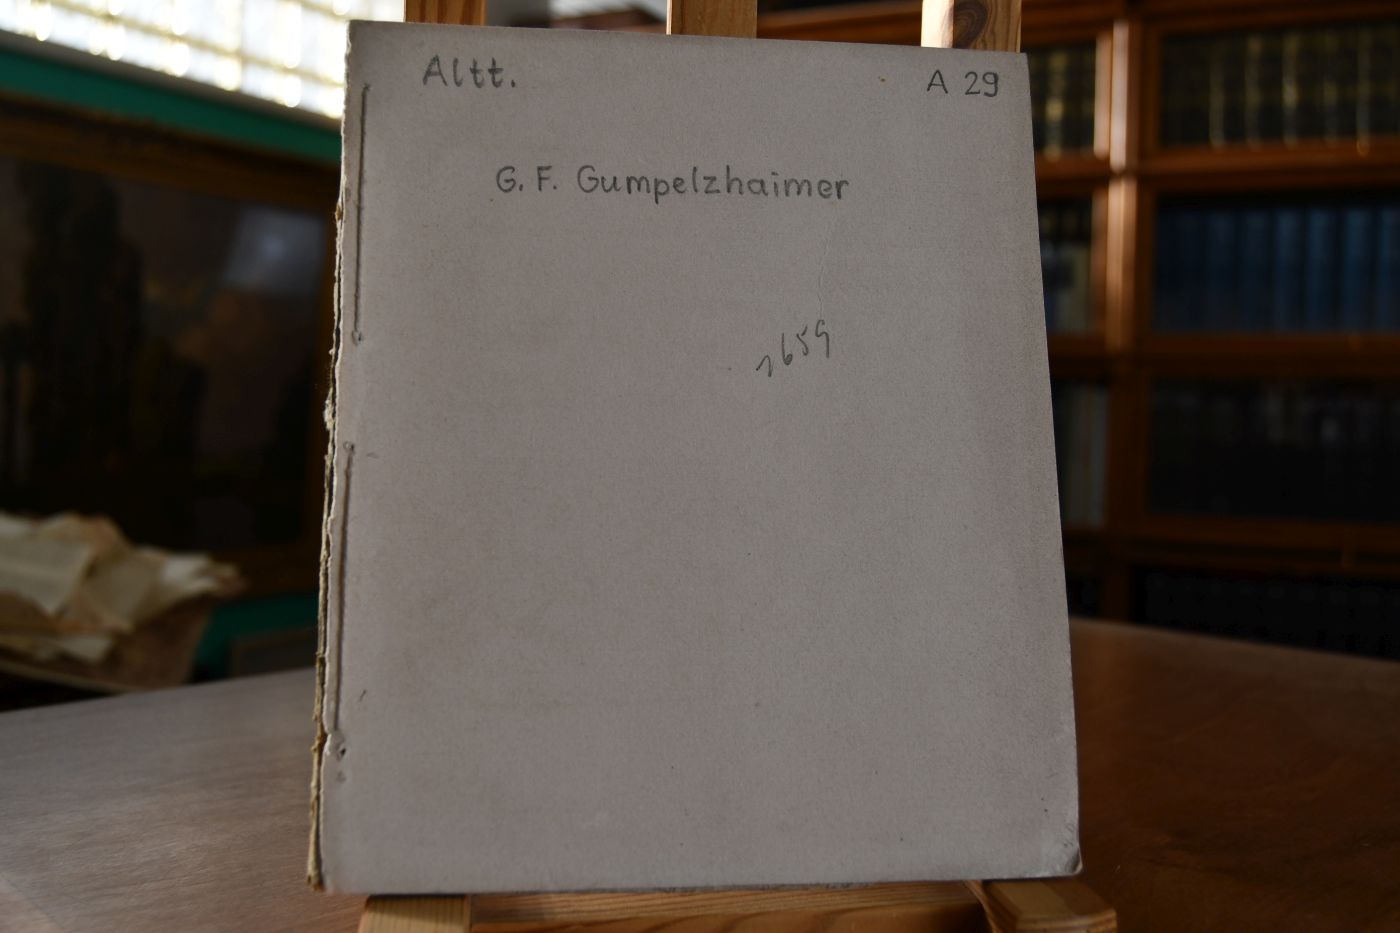 Altt. A 29
G. F. Gumpelzhaimer
1659